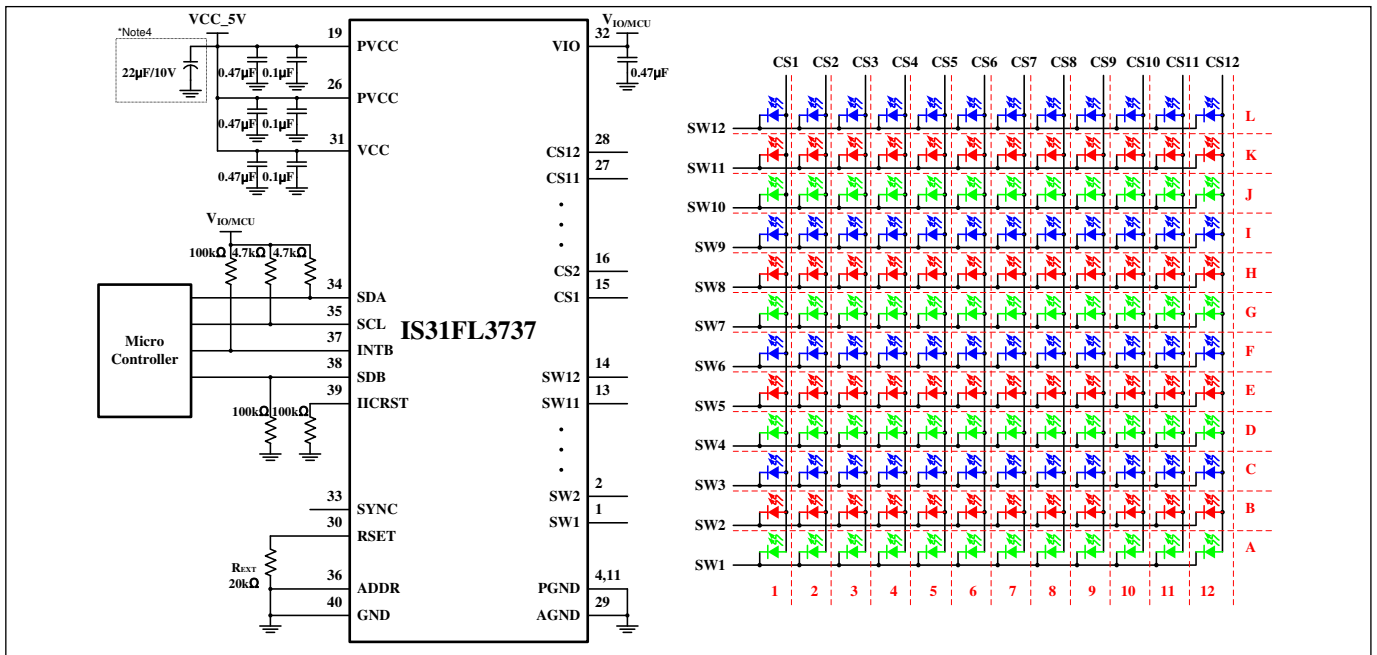 *Note4
VCC_5V
22µF/10V
0.47µF 0.1µF
0.47µF 0.1µF
0.47µF 0.1µF
19 PVCC
26 PVCC
31 VCC
VIO/MCU
100kΩ 4.7kΩ 4.7kΩ
Micro
Controller
34 SDA
35 SCL
37 INTB
38 SDB
39 IICRST
100kΩ 100kΩ
33 SYNC
30 RSET
REXT
20kΩ
36 ADDR
40 GND
IS31FL3737
VIO/MCU
32 VIO
0.47µF
28 CS12
27 CS11
16 CS2
15 CS1
14 SW12
13 SW11
2 SW2
1 SW1
4,11 PGND
29 AGND
CS1 CS2 CS3 CS4 CS5 CS6 CS7 CS8 CS9 CS10 CS11 CS12
SW12 L
SW11 K
SW10 J
SW9 I
SW8 H
SW7 G
SW6 F
SW5 E
SW4 D
SW3 C
SW2 B
SW1 A
1 2 3 4 5 6 7 8 9 10 11 12